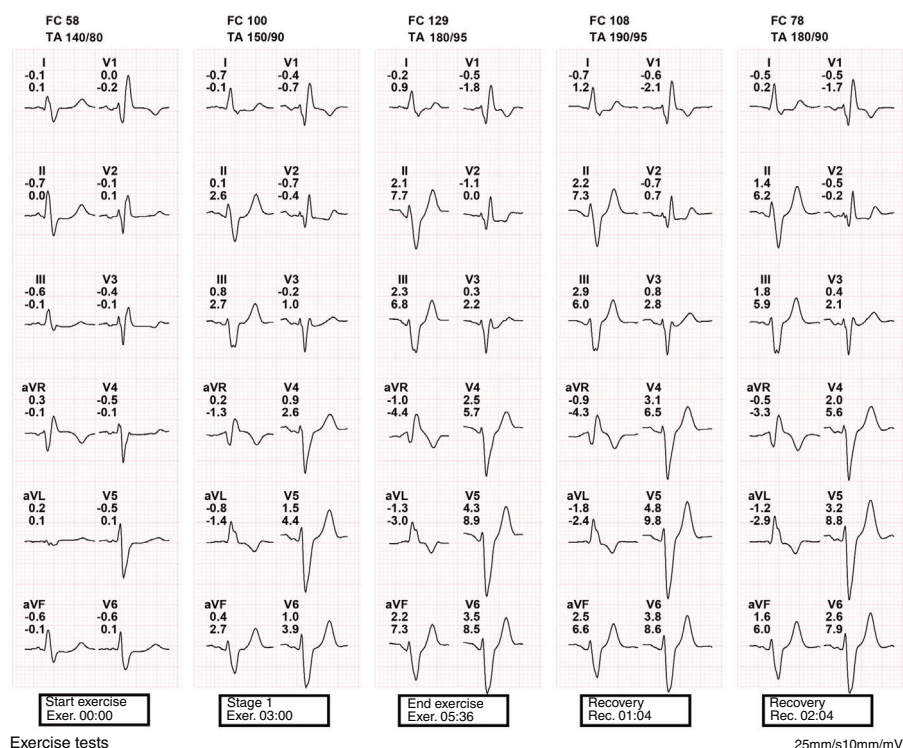 FC 58
TA 140/80
FC 100
TA 150/90
FC 129
TA 180/95
FC 108
TA 190/95
FC 78
TA 180/90
I V1
-0.1 0.0
0.1 -0.2
I V1
-0.7 -0.4
-0.1 -0.7
I V1
-0.2 -0.5
0.9 -1.8
I V1
-0.7 -0.6
1.2 -2.1
I V1
-0.5 -0.5
0.2 -1.7
II V2
-0.7 -0.1
0.0 0.1
II V2
0.1 -0.7
2.6 -0.4
II V2
2.1 -1.1
7.7 0.0
II V2
2.2 -0.7
7.3 0.7
II V2
1.4 -0.5
6.2 -0.2
III V3
-0.6 -0.4
-0.1 -0.1
III V3
0.8 -0.2
2.7 1.0
III V3
2.3 0.3
6.8 2.2
III V3
2.9 0.8
6.0 2.8
III V3
1.8 0.4
5.9 2.1
aVR V4
0.3 -0.5
-0.1 -0.1
aVR V4
0.2 0.9
-1.3 2.6
aVR V4
-1.0 2.5
-4.4 5.7
aVR V4
-0.9 3.1
-4.3 6.5
aVR V4
-0.5 2.0
-3.3 5.6
aVL V5
0.2 -0.5
0.1 0.1
aVL V5
-0.8 1.5
-1.4 4.4
aVL V5
-1.3 4.3
-3.0 8.9
aVL V5
-1.8 4.8
-2.4 9.8
aVL V5
-1.2 3.2
-2.9 8.8
aVF V6
-0.6 -0.6
-0.1 0.1
aVF V6
0.4 1.0
2.7 3.9
aVF V6
2.2 3.5
7.3 8.5
aVF V6
2.5 3.8
6.6 8.6
aVF V6
1.6 2.6
6.0 7.9
Start exercise
Exer. 00:00
Stage 1
Exer. 03:00
End exercise
Exer. 05:36
Recovery
Rec. 01:04
Recovery
Rec. 02:04
Exercise tests
25mm/s10mm/mV